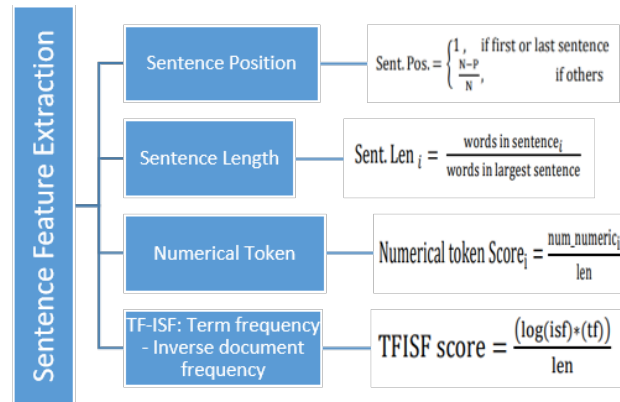 Sentence Feature Extraction
Sentence Position
Sent. Pos. = { 1, if first or last sentence
N−P/N, if others
Sentence Length
Sent. Len i = words in sentence i / words in largest sentence
Numerical Token
Numerical token Score i = num_numeric i / len
TF-ISF: Term frequency
- Inverse document
frequency
TFISF score = (log(isf)*(tf)) / len